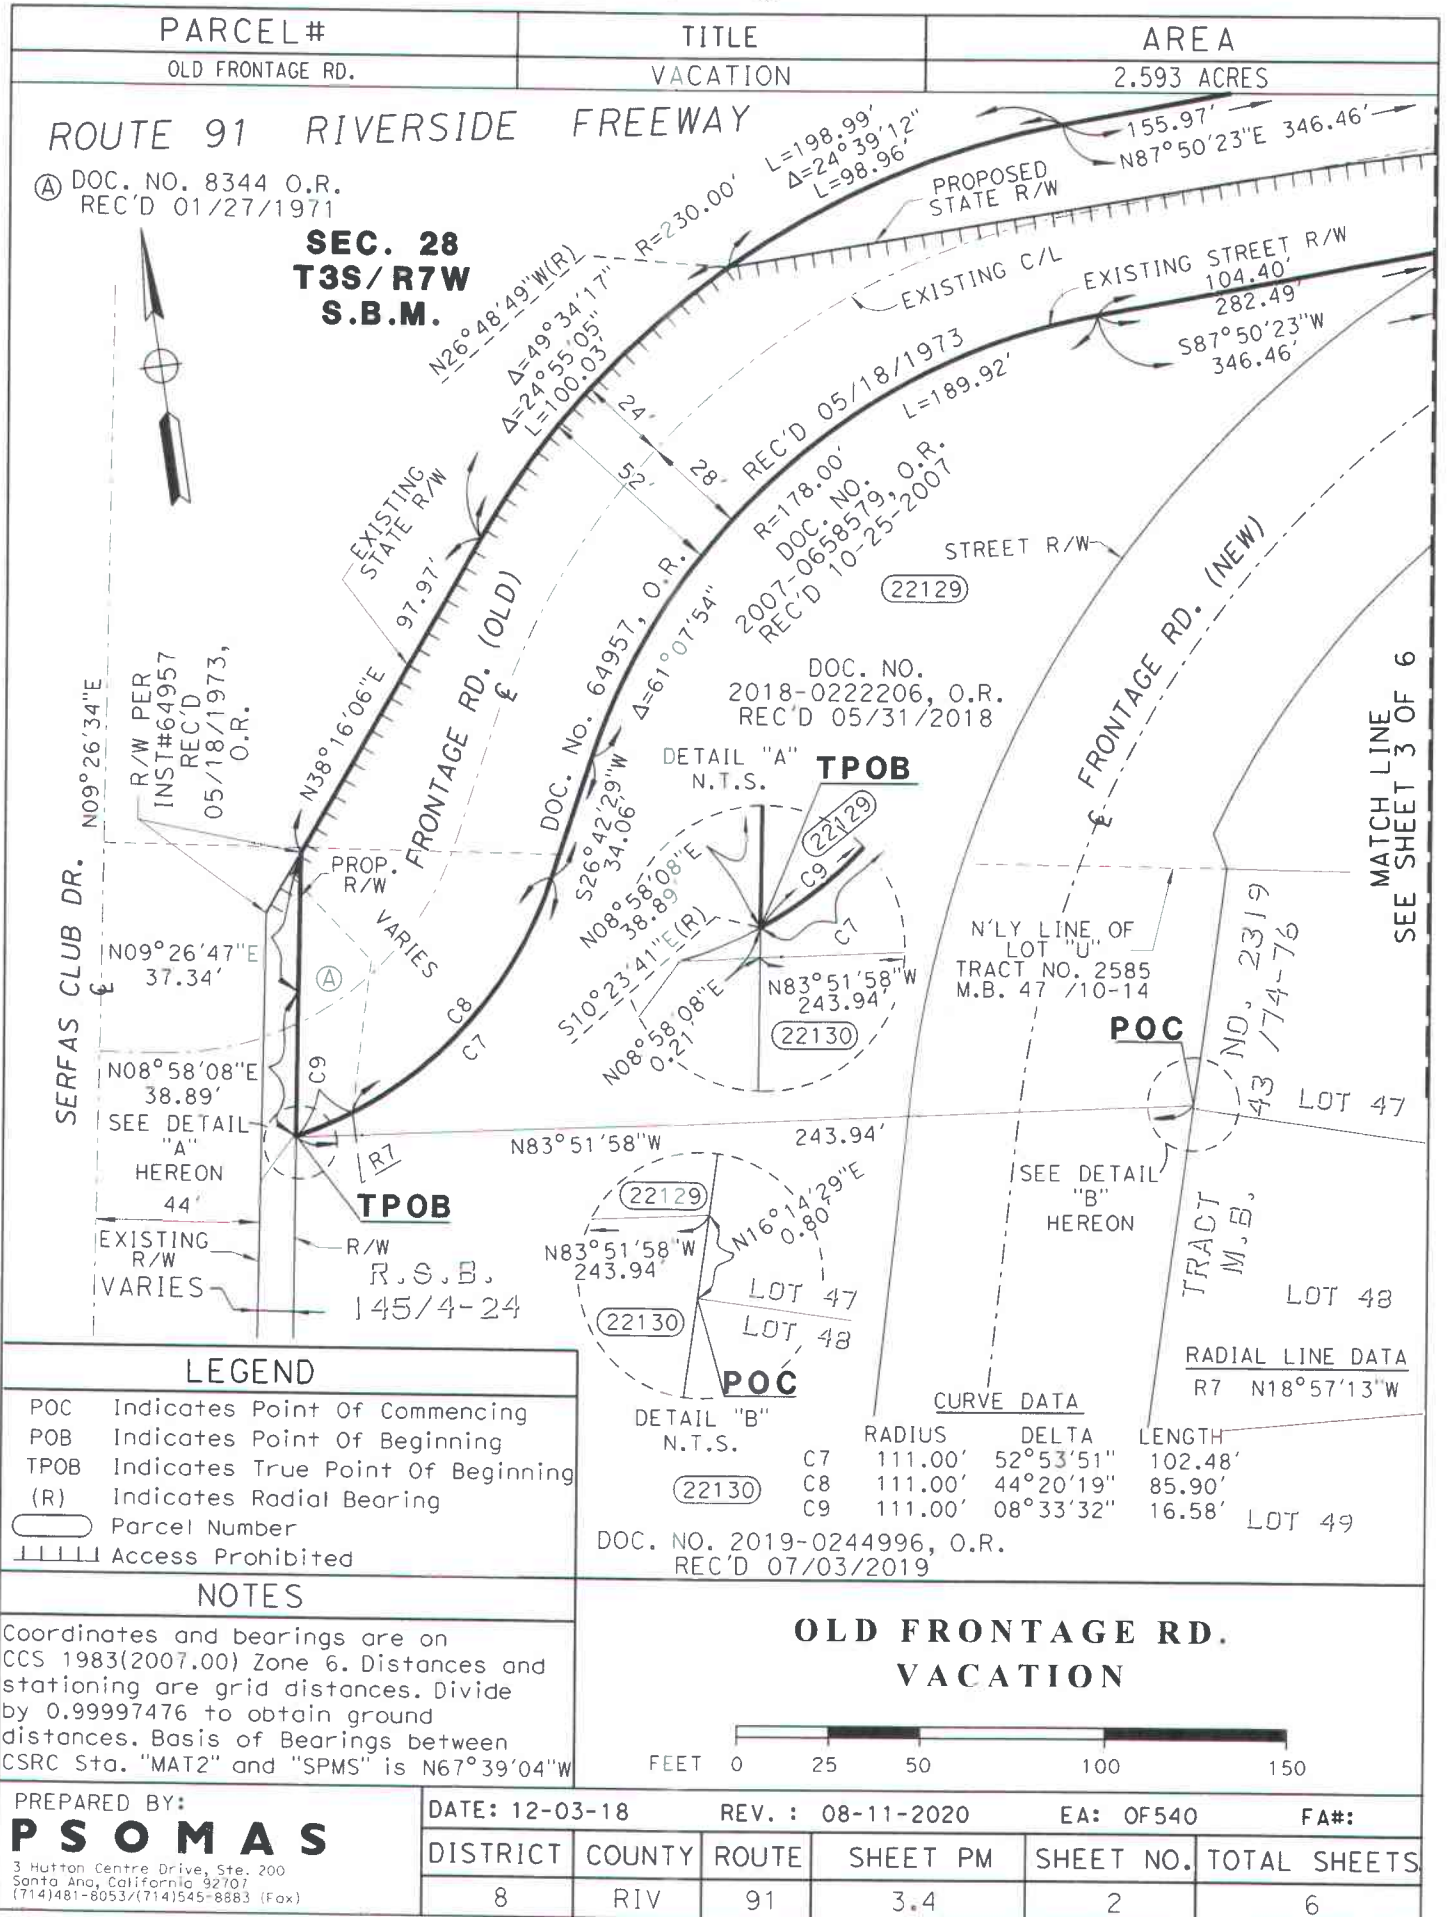 PARCEL#
TITLE
AREA
OLD FRONTAGE RD.
VACATION
2.593 ACRES
ROUTE 91 RIVERSIDE FREEWAY
Ⓐ DOC. NO. 8344 O.R.
REC'D 01/27/1971
SEC. 28
T3S/R7W
S.B.M.
L=198.99'
Δ=24°39'12"
L=98.96'
R=230.00'
155.97'
N87°50'23"E 346.46'
PROPOSED
STATE R/W
EXISTING C/L
EXISTING STREET R/W
104.40'
282.49'
S87°50'23"W
346.46'
N26°48'49"W(R)
Δ=49°34'17"
Δ=24°55'05"
L=100.03'
24'
28'
52'
EXISTING
STATE R/W
97.97'
N38°16'06"E
FRONTAGE RD. (OLD)
℄
DOC. No. 64957, O.R.
REC'D 05/18/1973
L=189.92'
R=178.00'
DOC. NO.
2007-0658579, O.R.
REC'D 10-25-2007
Δ=61°07'54"
22129
STREET R/W
℄ FRONTAGE RD. (NEW)
DOC. NO.
2018-0222206, O.R.
REC'D 05/31/2018
MATCH LINE
SEE SHEET 3 OF 6
N09°26'34"E
R/W PER
INST#64957
REC'D
05/18/1973,
O.R.
SERFAS CLUB DR.
℄
PROP.
R/W
VARIES
N09°26'47"E
37.34'
Ⓐ
N08°58'08"E
38.89'
SEE DETAIL
"A"
HEREON
44'
EXISTING
R/W
VARIES
C9
C8
C7
R7
TPOB
R/W
R.S.B.
145/4-24
S26°42'29"W
34.06'
DETAIL "A"
N.T.S.
TPOB
22129
C9
C7
N08°58'08"E
38.89'
S10°23'41"E(R)
N08°58'08"E
0.21'
N83°51'58"W
243.94'
22130
N'LY LINE OF
LOT "U"
TRACT NO. 2585
M.B. 47 /10-14
POC
TRACT NO. 2319
M.B. 43 /74-76
LOT 47
N83°51'58"W 243.94'
SEE DETAIL
"B"
HEREON
22129
N16°14'29"E
0.80'
N83°51'58"W
243.94'
LOT 47
22130
LOT 48
POC
DETAIL "B"
N.T.S.
LOT 48
RADIAL LINE DATA
R7 N18°57'13"W
CURVE DATA
RADIUS DELTA LENGTH
C7 111.00' 52°53'51" 102.48'
C8 111.00' 44°20'19" 85.90'
C9 111.00' 08°33'32" 16.58'
22130
LOT 49
DOC. NO. 2019-0244996, O.R.
REC'D 07/03/2019
LEGEND
POC Indicates Point Of Commencing
POB Indicates Point Of Beginning
TPOB Indicates True Point Of Beginning
(R) Indicates Radial Bearing
Parcel Number
Access Prohibited
NOTES
Coordinates and bearings are on
CCS 1983(2007.00) Zone 6. Distances and
stationing are grid distances. Divide
by 0.99997476 to obtain ground
distances. Basis of Bearings between
CSRC Sta. "MAT2" and "SPMS" is N67°39'04"W
OLD FRONTAGE RD.
VACATION
FEET 0 25 50 100 150
PREPARED BY:
PSOMAS
3 Hutton Centre Drive, Ste. 200
Santa Ana, California 92707
(714)481-8053/(714)545-8883 (Fax)
DATE: 12-03-18 REV. : 08-11-2020 EA: OF540 FA#:
DISTRICT COUNTY ROUTE SHEET PM SHEET NO. TOTAL SHEETS
8 RIV 91 3.4 2 6